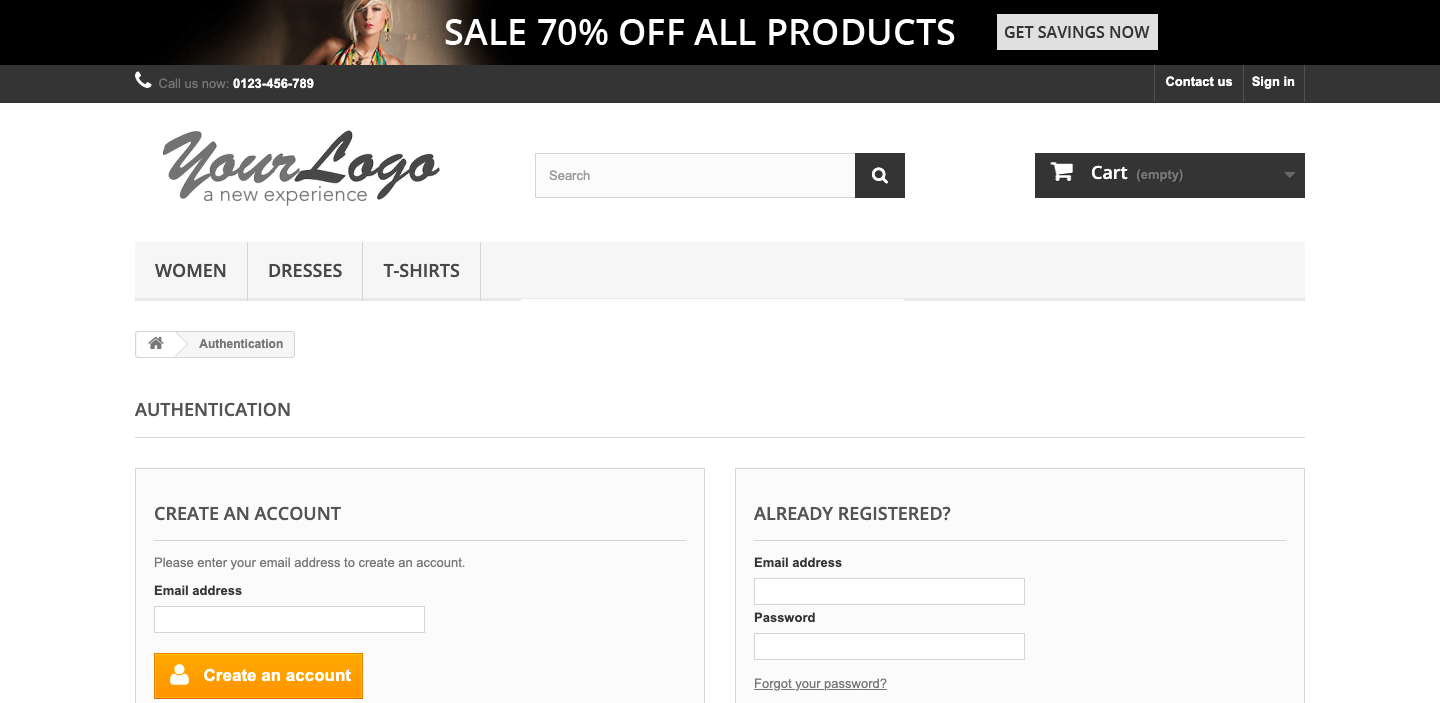 SALE 70% OFF ALL PRODUCTS GET SAVINGS NOW
Call us now: 0123-456-789 Contact us Sign in
Your Logo
a new experience
Search
Cart (empty)
WOMEN DRESSES T-SHIRTS
Authentication
AUTHENTICATION
CREATE AN ACCOUNT
Please enter your email address to create an account.
Email address
Create an account
ALREADY REGISTERED?
Email address
Password
Forgot your password?